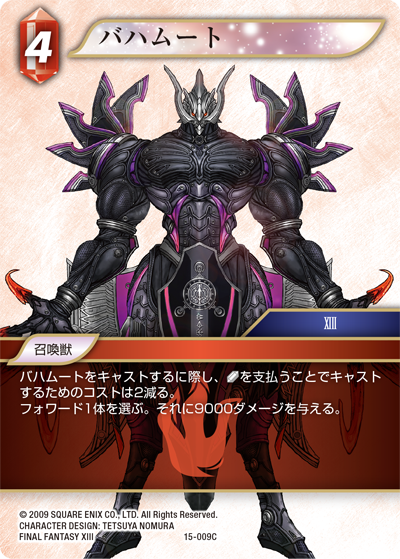 4
バハムート
XIII
召喚獣
バハムートをキャストするに際し、を支払うことでキャスト
するためのコストは2減る。
フォワード1体を選ぶ。それに9000ダメージを与える。
© 2009 SQUARE ENIX CO., LTD. All Rights Reserved.
CHARACTER DESIGN: TETSUYA NOMURA
FINAL FANTASY XIII 15-009C